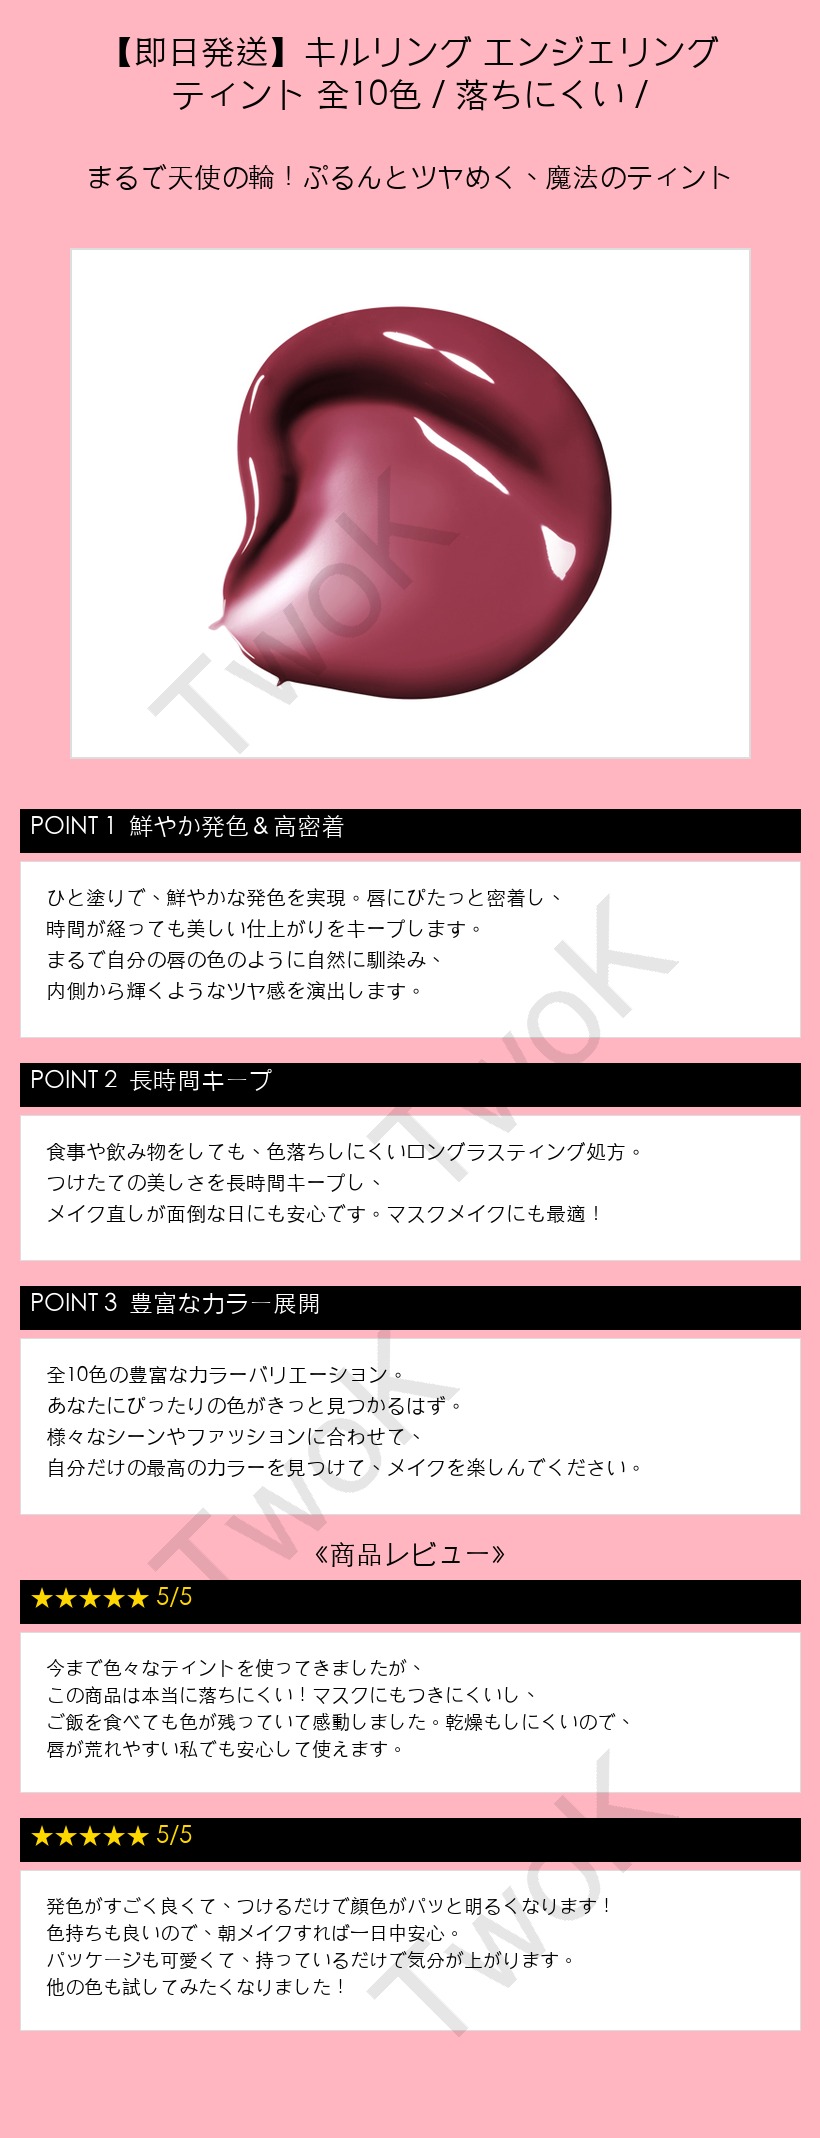 【即日発送】キルリング エンジェリング
ティント 全10色 / 落ちにくい /
まるで天使の輪！ぷるんとツヤめく、魔法のティント
TwoK
POINT 1 鮮やか発色＆高密着
ひと塗りで、鮮やかな発色を実現。唇にぴたっと密着し、
時間が経っても美しい仕上がりをキープします。
まるで自分の唇の色のように自然に馴染み、
内側から輝くようなツヤ感を演出します。
TwoK
POINT 2 長時間キープ
食事や飲み物をしても、色落ちしにくいロングラスティング処方。
つけたての美しさを長時間キープし、
メイク直しが面倒な日にも安心です。マスクメイクにも最適！
POINT 3 豊富なカラー展開
全10色の豊富なカラーバリエーション。
あなたにぴったりの色がきっと見つかるはず。
様々なシーンやファッションに合わせて、
自分だけの最高のカラーを見つけて、メイクを楽しんでください。
TwoK
《商品レビュー》
★★★★★ 5/5
今まで色々なティントを使ってきましたが、
この商品は本当に落ちにくい！マスクにもつきにくいし、
ご飯を食べても色が残っていて感動しました。乾燥もしにくいので、
唇が荒れやすい私でも安心して使えます。
★★★★★ 5/5
発色がすごく良くて、つけるだけで顔色がパッと明るくなります！
色持ちも良いので、朝メイクすれば一日中安心。
パッケージも可愛くて、持っているだけで気分が上がります。
他の色も試してみたくなりました！
TwoK